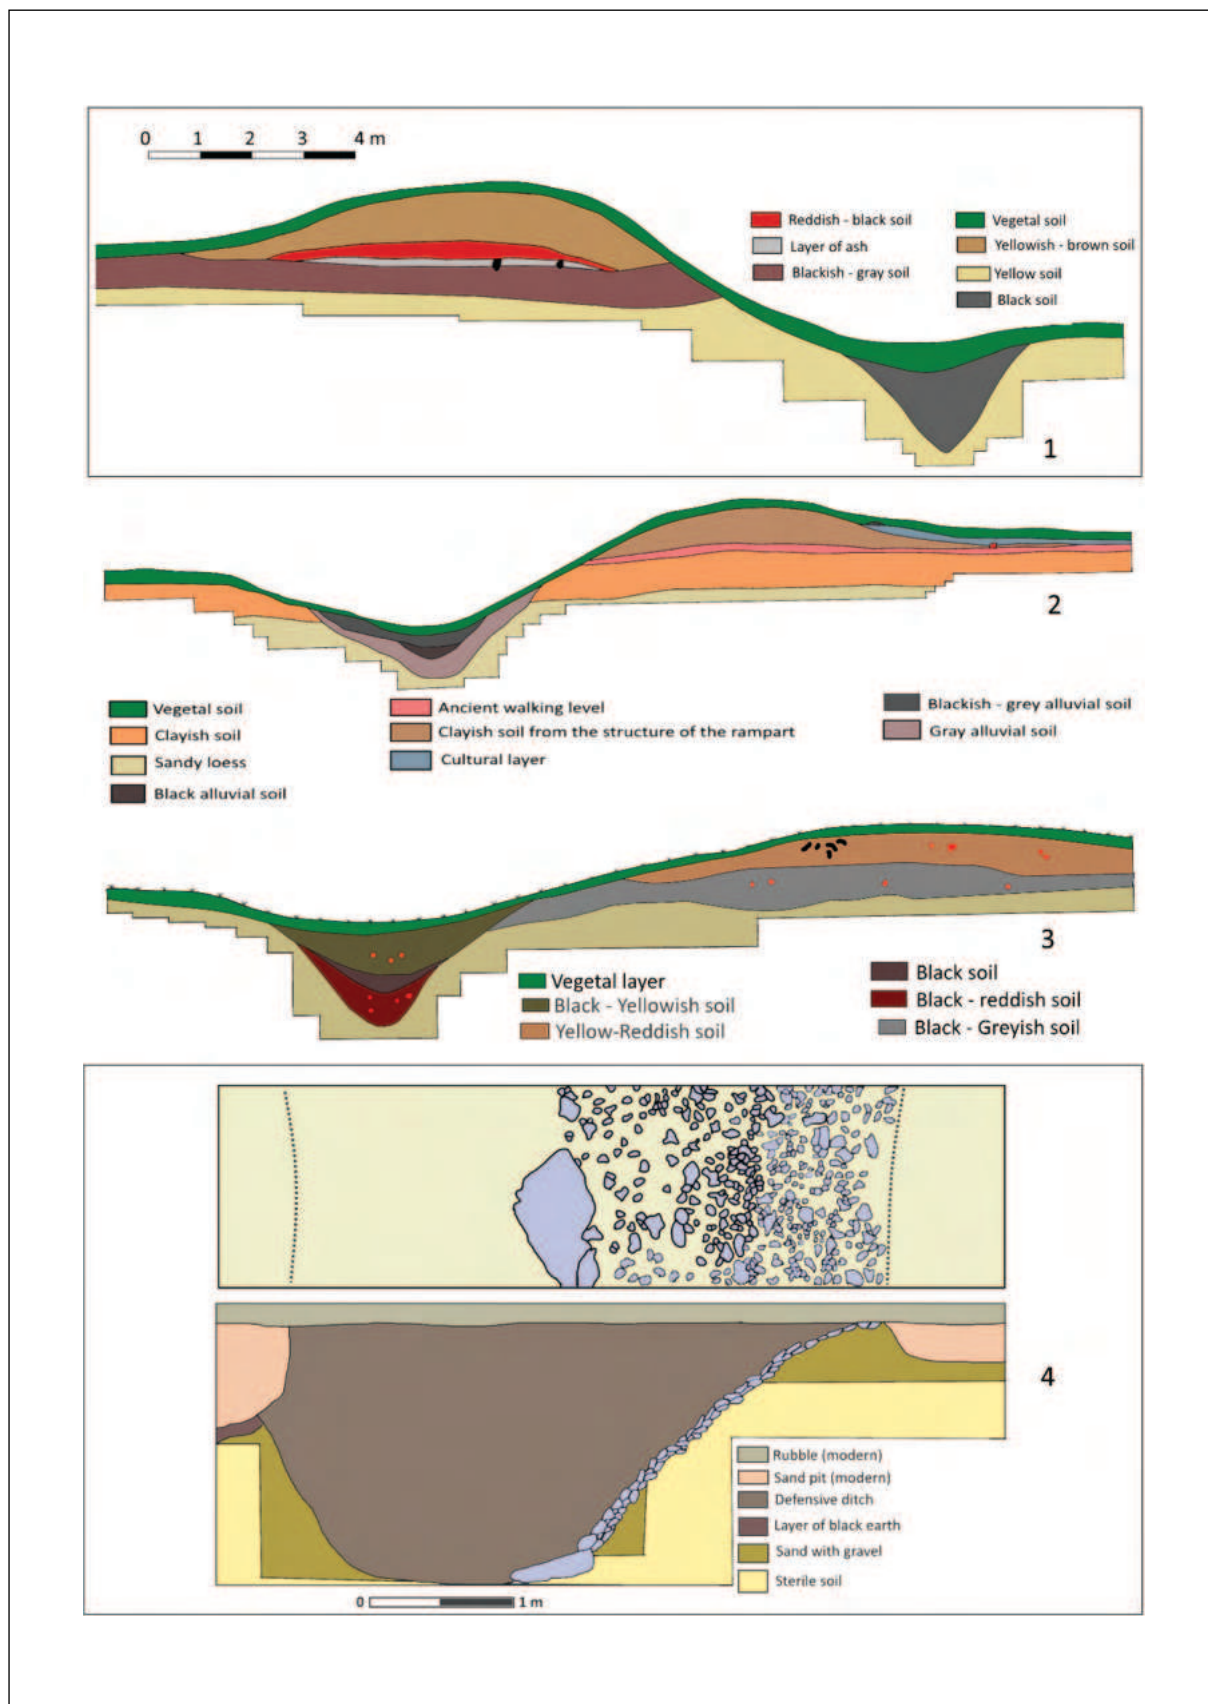 0 1 2 3 4 m
Reddish - black soil
Layer of ash
Blackish - gray soil
Vegetal soil
Yellowish - brown soil
Yellow soil
Black soil
1
2
Vegetal soil
Clayish soil
Sandy loess
Black alluvial soil
Ancient walking level
Clayish soil from the structure of the rampart
Cultural layer
Blackish - grey alluvial soil
Gray alluvial soil
3
Vegetal layer
Black - Yellowish soil
Yellow-Reddish soil
Black soil
Black - reddish soil
Black - Greyish soil
4
Rubble (modern)
Sand pit (modern)
Defensive ditch
Layer of black earth
Sand with gravel
Sterile soil
0 1 m